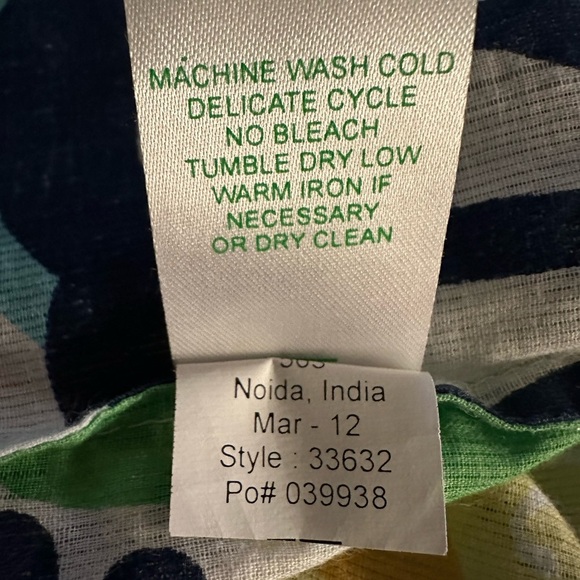 MACHINE WASH COLD
DELICATE CYCLE
NO BLEACH
TUMBLE DRY LOW
WARM IRON IF
NECESSARY
OR DRY CLEAN
Noida, India
Mar - 12
Style : 33632
Po# 039938